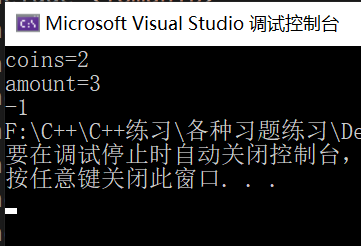 C:\ Microsoft Visual Studio 调试控制台
coins=2
amount=3
-1
F:\C++\C++练习\各种习题练习\De
要在调试停止时自动关闭控制台，
按任意键关闭此窗口. . .